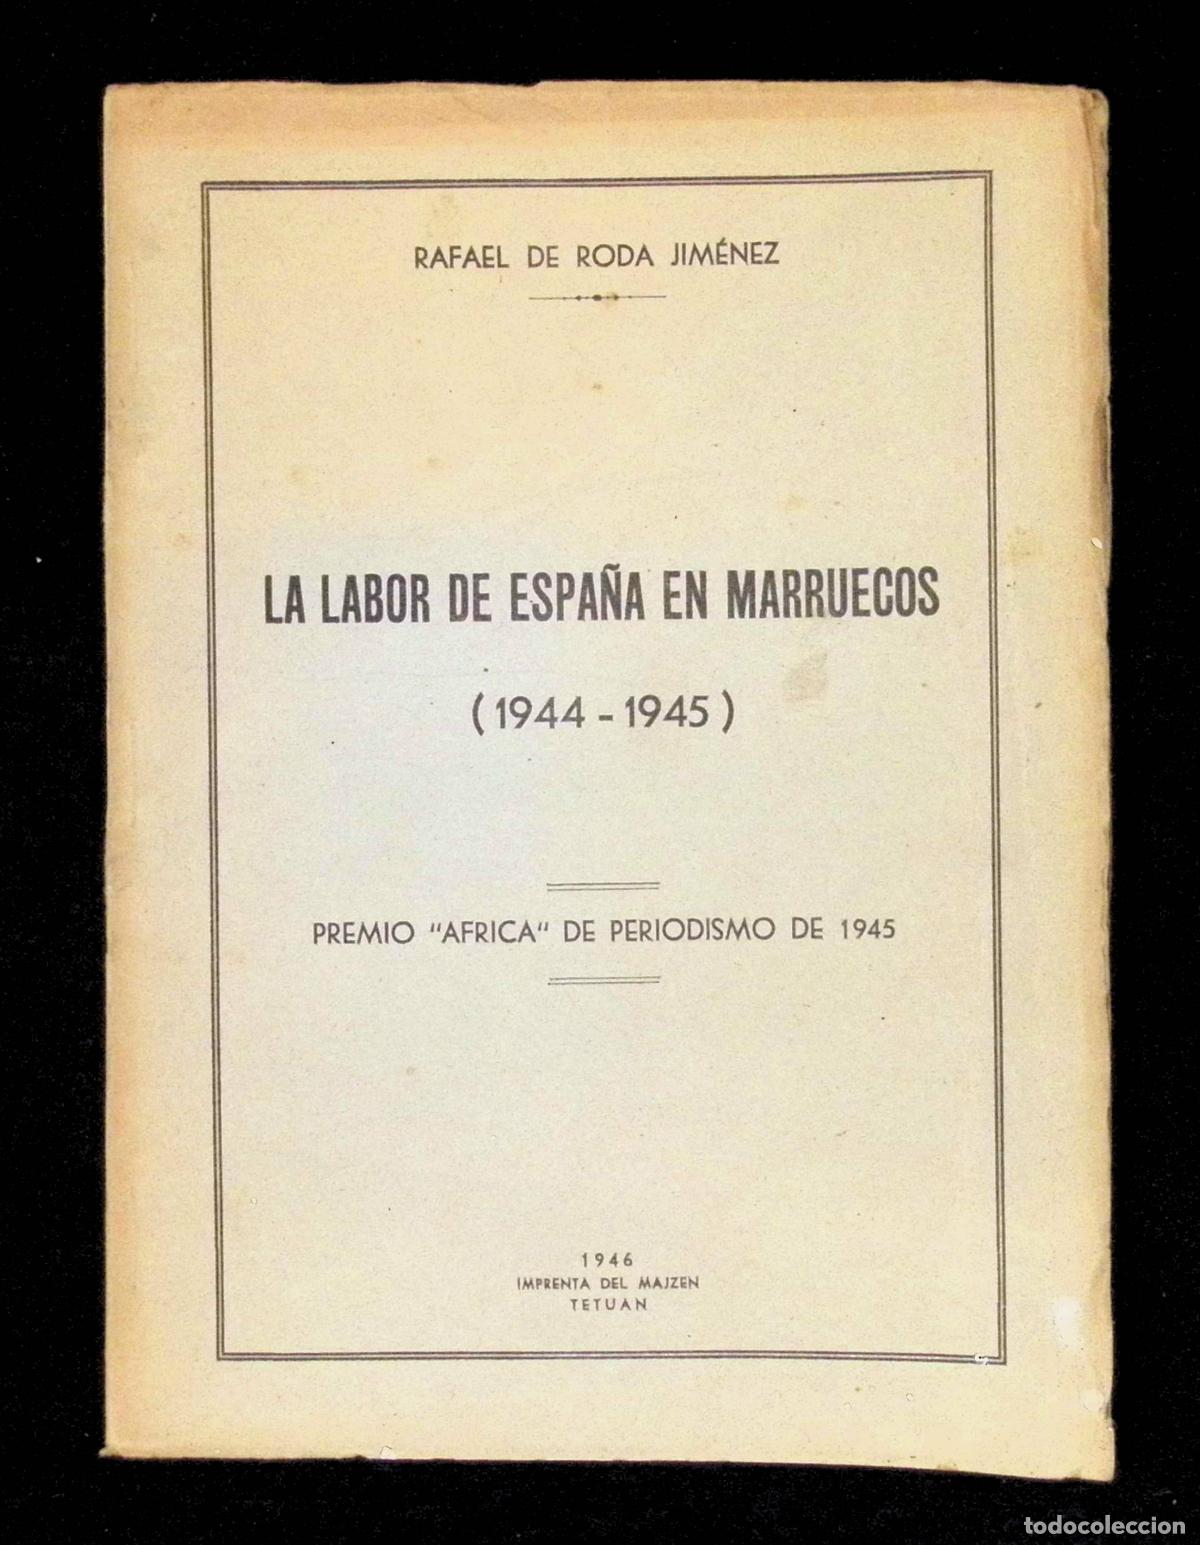 RAFAEL DE RODA JIMÉNEZ
LA LABOR DE ESPAÑA EN MARRUECOS
(1944-1945)
PREMIO "AFRICA" DE PERIODISMO DE 1945
1946
IMPRENTA DEL MAJZEN
TETUAN
todocoleccion